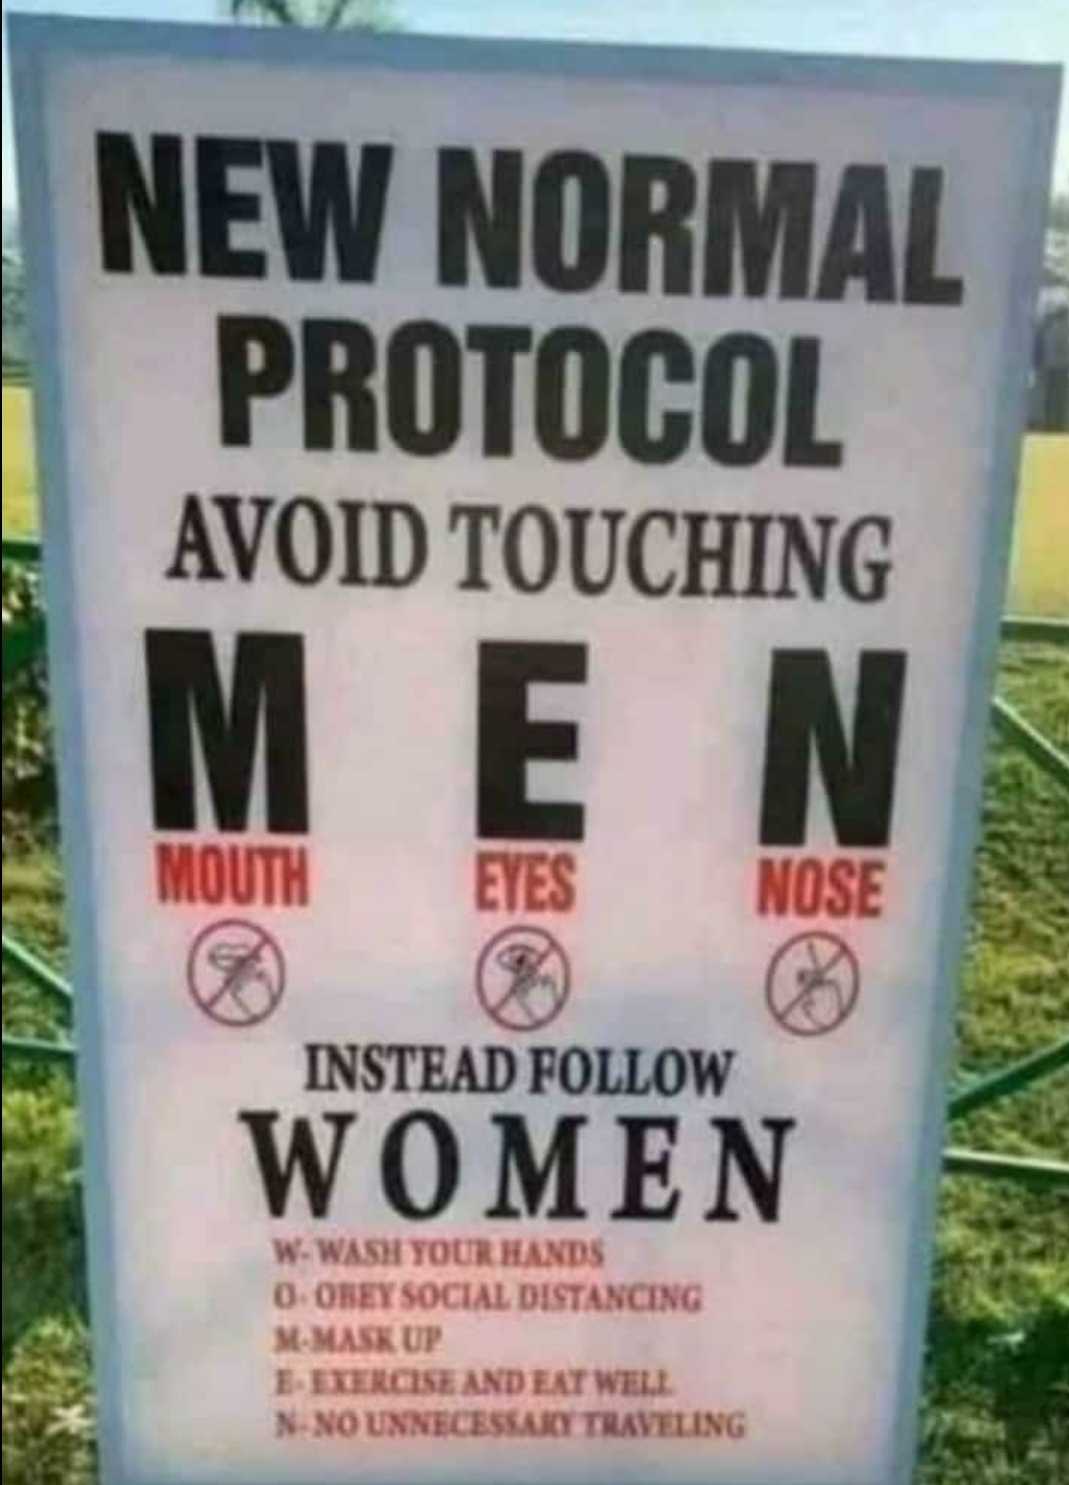 NEW NORMAL
PROTOCOL
AVOID TOUCHING
M E N
MOUTH EYES NOSE
INSTEAD FOLLOW
WOMEN
W- WASH YOUR HANDS
O- OBEY SOCIAL DISTANCING
M-MASK UP
E- EXERCISE AND EAT WELL
N- NO UNNECESSARY TRAVELING